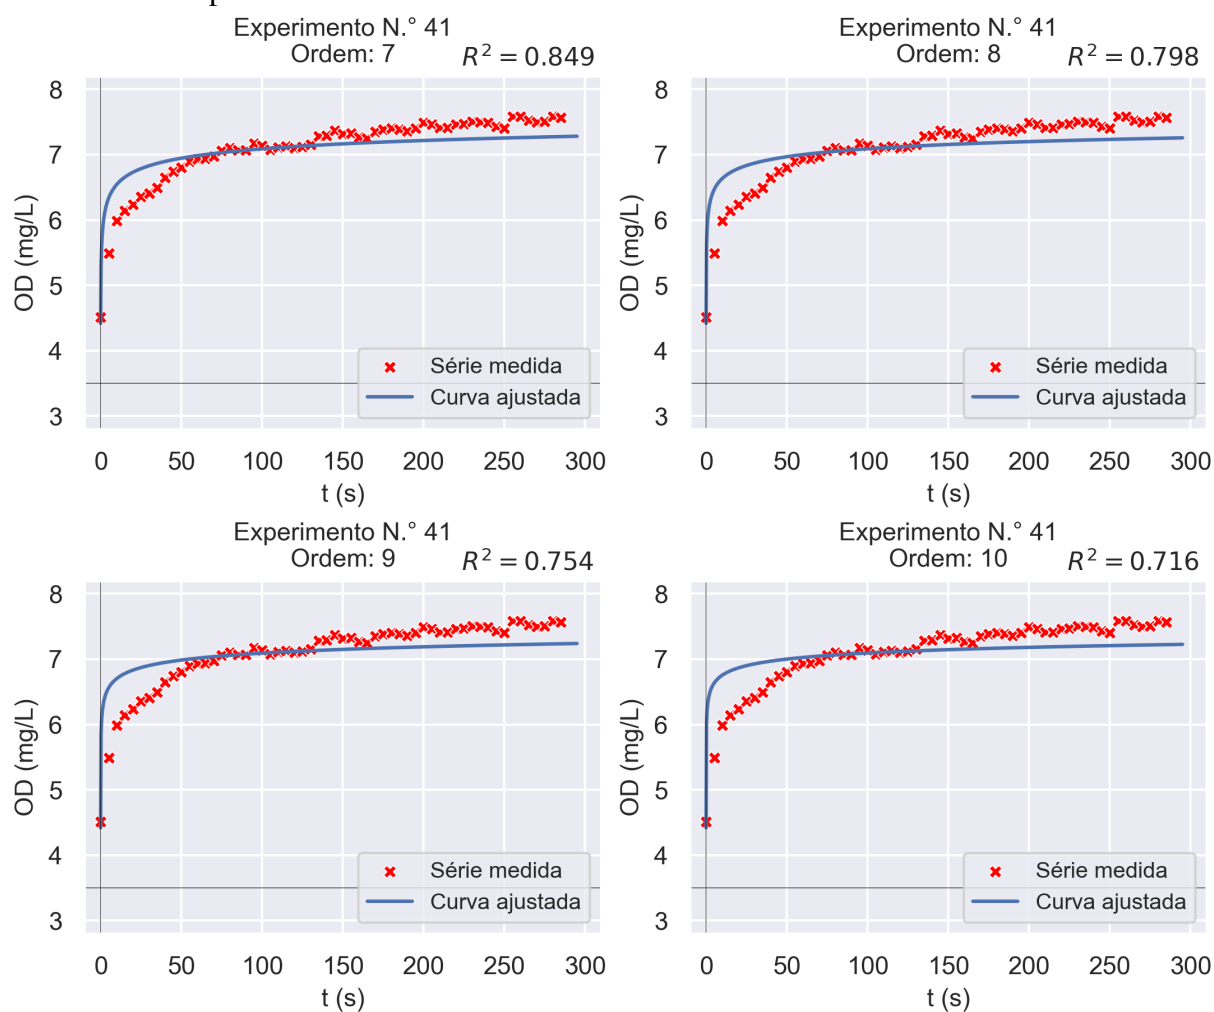 Experimento N.° 41
Ordem: 7
R² = 0.849
8
7
6
5
4
3
OD (mg/L)
Série medida
Curva ajustada
0 50 100 150 200 250 300
t (s)
Experimento N.° 41
Ordem: 8
R² = 0.798
8
7
6
5
4
3
OD (mg/L)
Série medida
Curva ajustada
0 50 100 150 200 250 300
t (s)
Experimento N.° 41
Ordem: 9
R² = 0.754
8
7
6
5
4
3
OD (mg/L)
Série medida
Curva ajustada
0 50 100 150 200 250 300
t (s)
Experimento N.° 41
Ordem: 10
R² = 0.716
8
7
6
5
4
3
OD (mg/L)
Série medida
Curva ajustada
0 50 100 150 200 250 300
t (s)